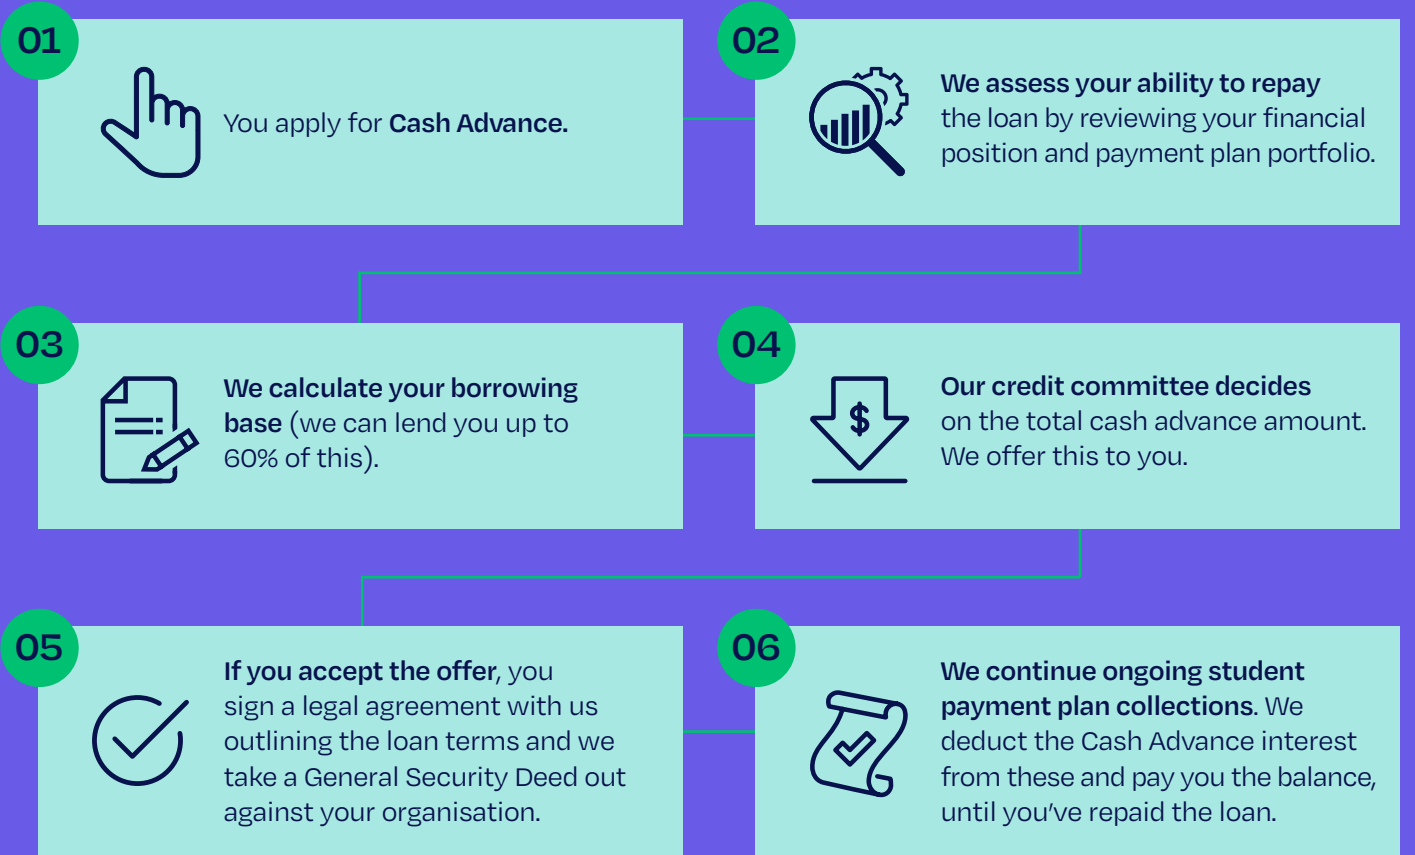 01
You apply for Cash Advance.
02
We assess your ability to repay
the loan by reviewing your financial
position and payment plan portfolio.
03
We calculate your borrowing
base (we can lend you up to
60% of this).
04
$
Our credit committee decides
on the total cash advance amount.
We offer this to you.
05
If you accept the offer, you
sign a legal agreement with us
outlining the loan terms and we
take a General Security Deed out
against your organisation.
06
We continue ongoing student
payment plan collections. We
deduct the Cash Advance interest
from these and pay you the balance,
until you’ve repaid the loan.